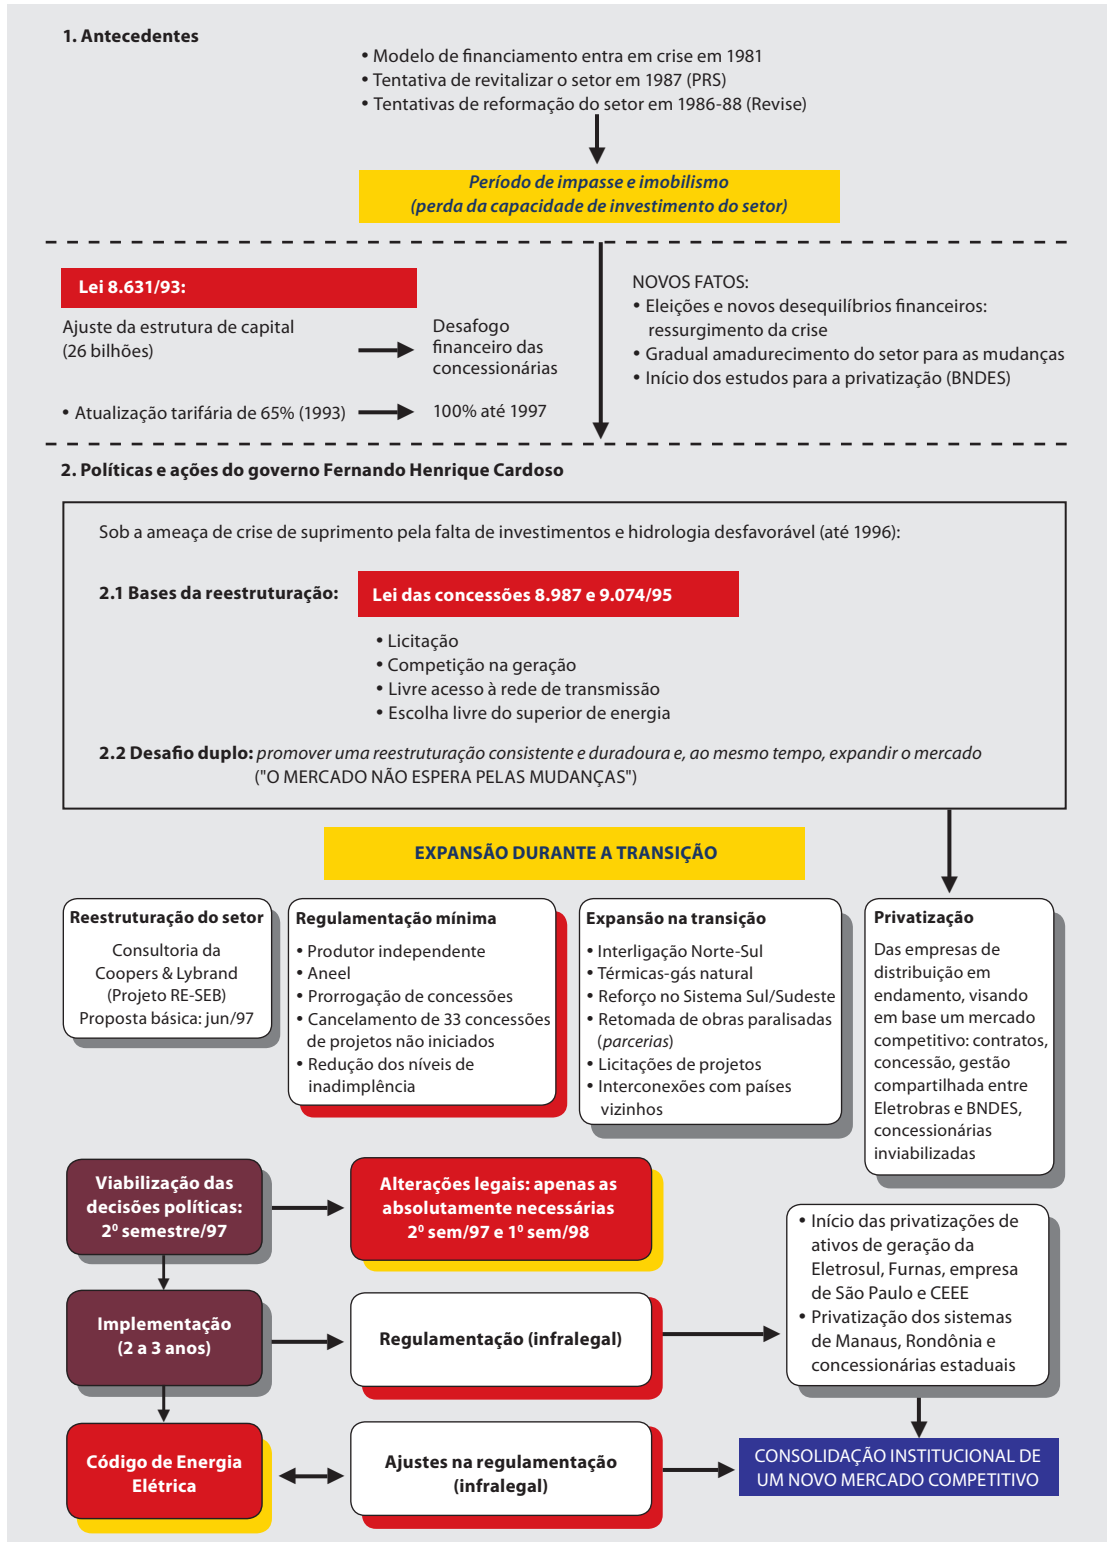 1. Antecedentes
• Modelo de financiamento entra em crise em 1981
• Tentativa de revitalizar o setor em 1987 (PRS)
• Tentativas de reformação do setor em 1986-88 (Revise)
Período de impasse e imobilismo
(perda da capacidade de investimento do setor)
Lei 8.631/93:
Ajuste da estrutura de capital
(26 bilhões)
Desafogo
financeiro das
concessionárias
• Atualização tarifária de 65% (1993)
100% até 1997
NOVOS FATOS:
• Eleições e novos desequilíbrios financeiros:
ressurgimento da crise
• Gradual amadurecimento do setor para as mudanças
• Início dos estudos para a privatização (BNDES)
2. Políticas e ações do governo Fernando Henrique Cardoso
Sob a ameaça de crise de suprimento pela falta de investimentos e hidrologia desfavorável (até 1996):
2.1 Bases da reestruturação:
Lei das concessões 8.987 e 9.074/95
• Licitação
• Competição na geração
• Livre acesso à rede de transmissão
• Escolha livre do superior de energia
2.2 Desafio duplo: promover uma reestruturação consistente e duradoura e, ao mesmo tempo, expandir o mercado
("O MERCADO NÃO ESPERA PELAS MUDANÇAS")
EXPANSÃO DURANTE A TRANSIÇÃO
Reestruturação do setor
Consultoria da
Coopers & Lybrand
(Projeto RE-SEB)
Proposta básica: jun/97
Regulamentação mínima
• Produtor independente
• Aneel
• Prorrogação de concessões
• Cancelamento de 33 concessões
de projetos não iniciados
• Redução dos níveis de
inadimplência
Expansão na transição
• Interligação Norte-Sul
• Térmicas-gás natural
• Reforço no Sistema Sul/Sudeste
• Retomada de obras paralisadas
(parcerias)
• Licitações de projetos
• Interconexões com países
vizinhos
Privatização
Das empresas de
distribuição em
endamento, visando
em base um mercado
competitivo: contratos,
concessão, gestão
compartilhada entre
Eletrobras e BNDES,
concessionárias
inviabilizadas
Viabilização das
decisões políticas:
2º semestre/97
Alterações legais: apenas as
absolutamente necessárias
2º sem/97 e 1º sem/98
Implementação
(2 a 3 anos)
Regulamentação (infralegal)
• Início das privatizações de
ativos de geração da
Eletrosul, Furnas, empresa
de São Paulo e CEEE
• Privatização dos sistemas
de Manaus, Rondônia e
concessionárias estaduais
Código de Energia
Elétrica
Ajustes na regulamentação
(infralegal)
CONSOLIDAÇÃO INSTITUCIONAL DE
UM NOVO MERCADO COMPETITIVO